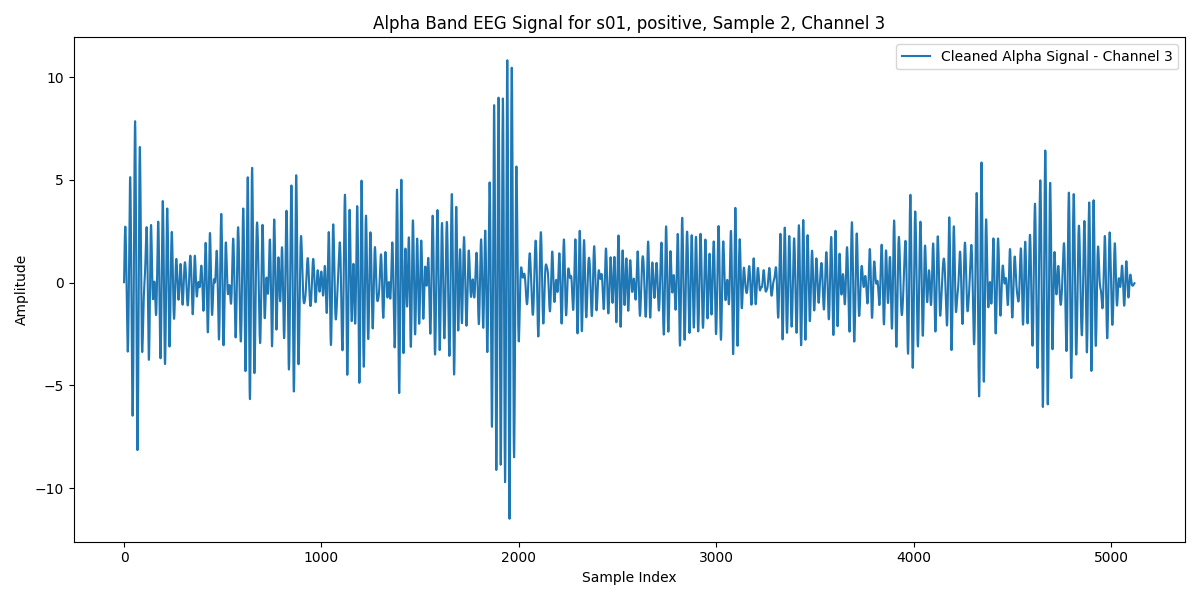 Alpha Band EEG Signal for s01, positive, Sample 2, Channel 3
Cleaned Alpha Signal - Channel 3
10
5
0
−5
−10
Amplitude
0 1000 2000 3000 4000 5000
Sample Index